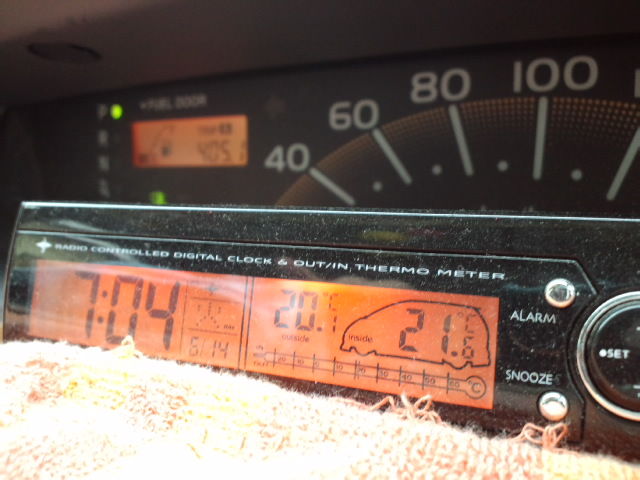 FUEL DOOR
P
R
N
TRIP
405.1
40 60 80 100
RADIO CONTROLLED DIGITAL CLOCK & OUT/IN THERMO METER
7:04
6/14
20.
outside
inside
21.
ALARM
SET
SNOOZE